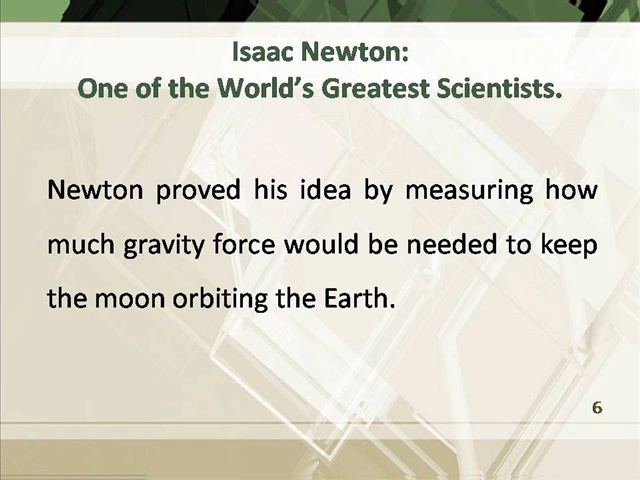 Isaac Newton:
One of the World's Greatest Scientists.
Newton proved his idea by measuring how
much gravity force would be needed to keep
the moon orbiting the Earth.
6